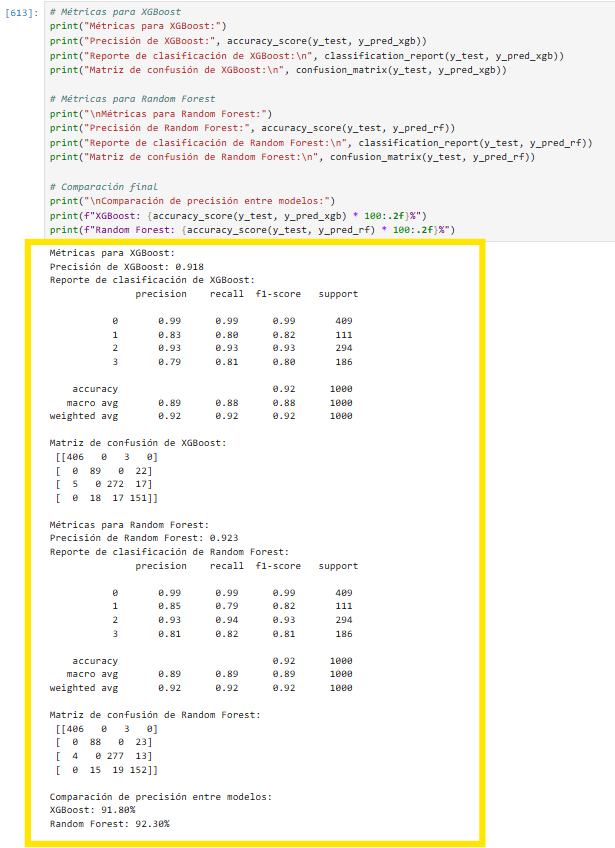 [613]: # Métricas para XGBoost
print("Métricas para XGBoost:")
print("Precisión de XGBoost:", accuracy_score(y_test, y_pred_xgb))
print("Reporte de clasificación de XGBoost:\n", classification_report(y_test, y_pred_xgb))
print("Matriz de confusión de XGBoost:\n", confusion_matrix(y_test, y_pred_xgb))

# Métricas para Random Forest
print("\nMétricas para Random Forest:")
print("Precisión de Random Forest:", accuracy_score(y_test, y_pred_rf))
print("Reporte de clasificación de Random Forest:\n", classification_report(y_test, y_pred_rf))
print("Matriz de confusión de Random Forest:\n", confusion_matrix(y_test, y_pred_rf))

# Comparación final
print("\nComparación de precisión entre modelos:")
print(f"XGBoost: {accuracy_score(y_test, y_pred_xgb) * 100:.2f}%")
print(f"Random Forest: {accuracy_score(y_test, y_pred_rf) * 100:.2f}%")
Métricas para XGBoost:
Precisión de XGBoost: 0.918
Reporte de clasificación de XGBoost:
              precision    recall  f1-score   support

           0       0.99      0.99      0.99       409
           1       0.83      0.80      0.82       111
           2       0.93      0.93      0.93       294
           3       0.79      0.81      0.80       186

    accuracy                           0.92      1000
   macro avg       0.89      0.88      0.88      1000
weighted avg       0.92      0.92      0.92      1000

Matriz de confusión de XGBoost:
 [[406   0   3   0]
 [  0  89   0  22]
 [  5   0 272  17]
 [  0  18  17 151]]

Métricas para Random Forest:
Precisión de Random Forest: 0.923
Reporte de clasificación de Random Forest:
              precision    recall  f1-score   support

           0       0.99      0.99      0.99       409
           1       0.85      0.79      0.82       111
           2       0.93      0.94      0.93       294
           3       0.81      0.82      0.81       186

    accuracy                           0.92      1000
   macro avg       0.89      0.89      0.89      1000
weighted avg       0.92      0.92      0.92      1000

Matriz de confusión de Random Forest:
 [[406   0   3   0]
 [  0  88   0  23]
 [  4   0 277  13]
 [  0  15  19 152]]

Comparación de precisión entre modelos:
XGBoost: 91.80%
Random Forest: 92.30%